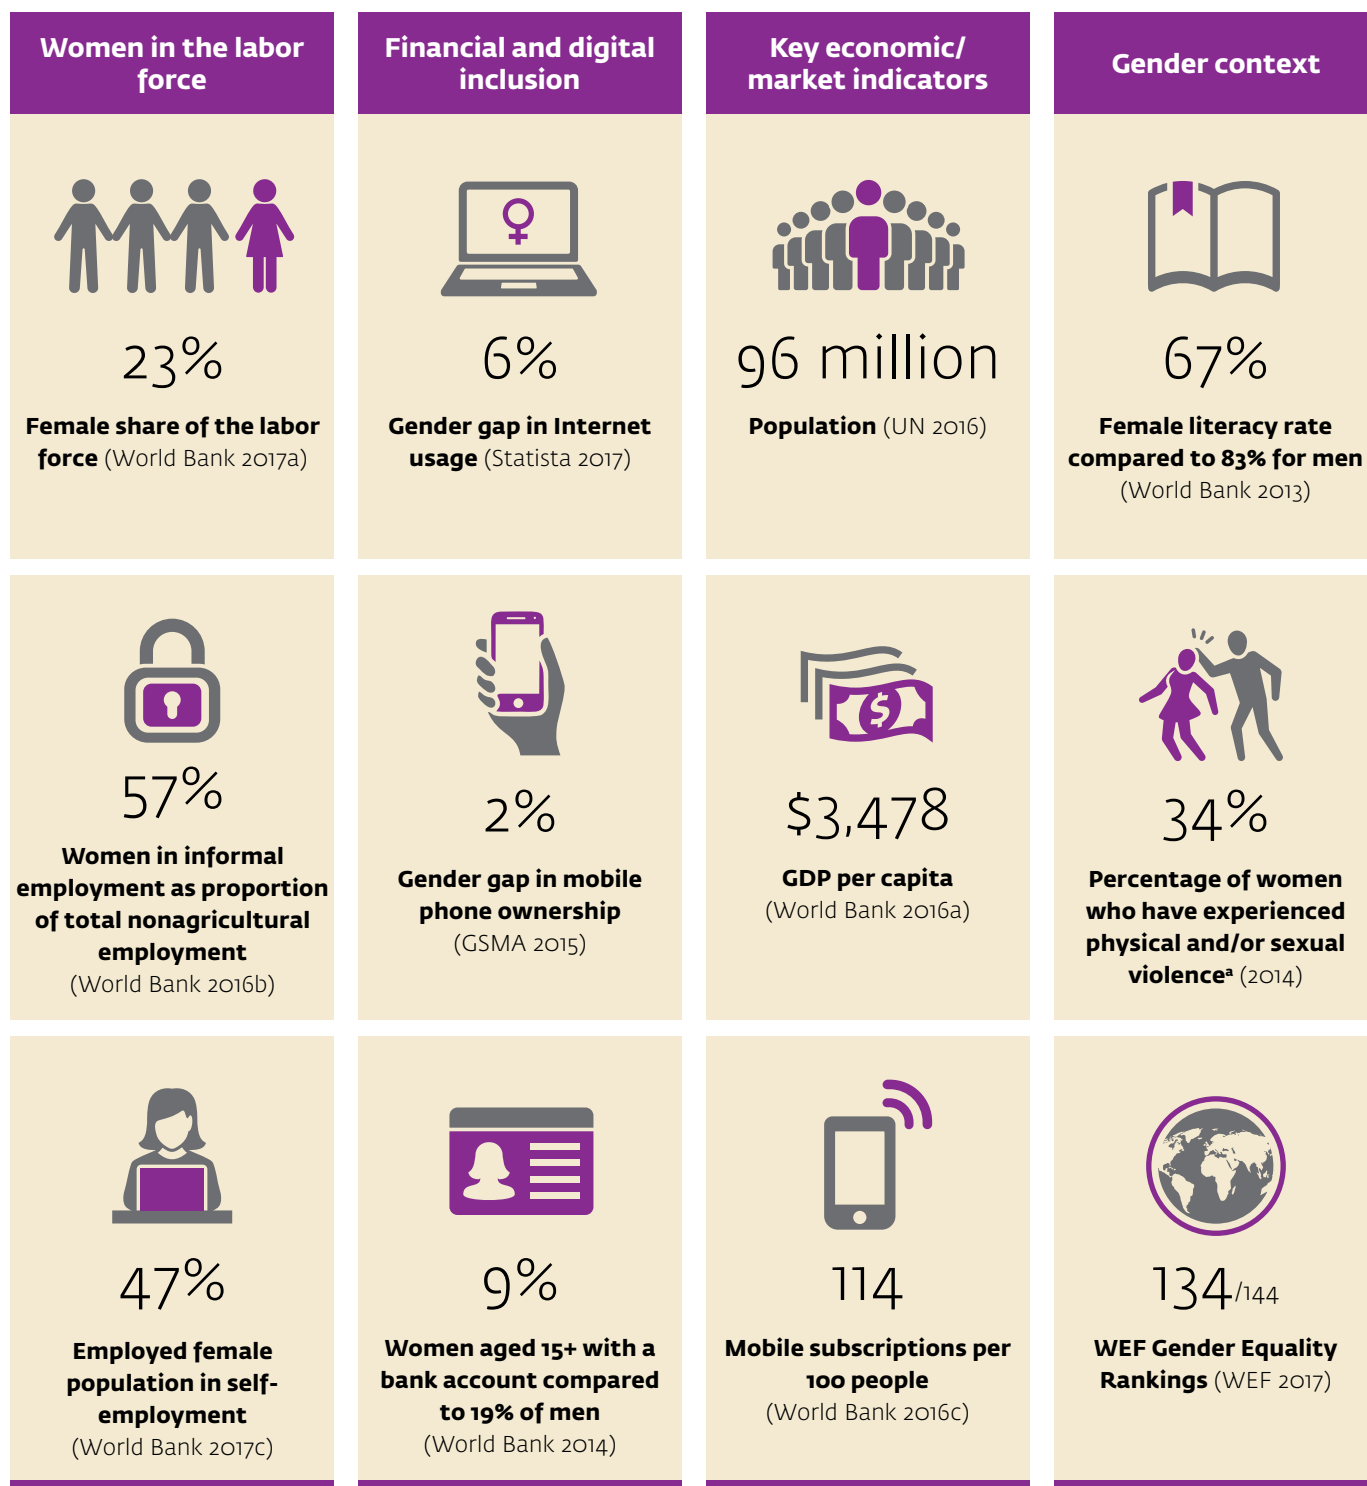 Women in the labor
force
23%
Female share of the labor
force (World Bank 2017a)
57%
Women in informal
employment as proportion
of total nonagricultural
employment
(World Bank 2016b)
47%
Employed female
population in self-
employment
(World Bank 2017c)
Financial and digital
inclusion
6%
Gender gap in Internet
usage (Statista 2017)
2%
Gender gap in mobile
phone ownership
(GSMA 2015)
9%
Women aged 15+ with a
bank account compared
to 19% of men
(World Bank 2014)
Key economic/
market indicators
96 million
Population (UN 2016)
$
$3,478
GDP per capita
(World Bank 2016a)
114
Mobile subscriptions per
100 people
(World Bank 2016c)
Gender context
67%
Female literacy rate
compared to 83% for men
(World Bank 2013)
34%
Percentage of women
who have experienced
physical and/or sexual
violenceᵃ (2014)
134/144
WEF Gender Equality
Rankings (WEF 2017)